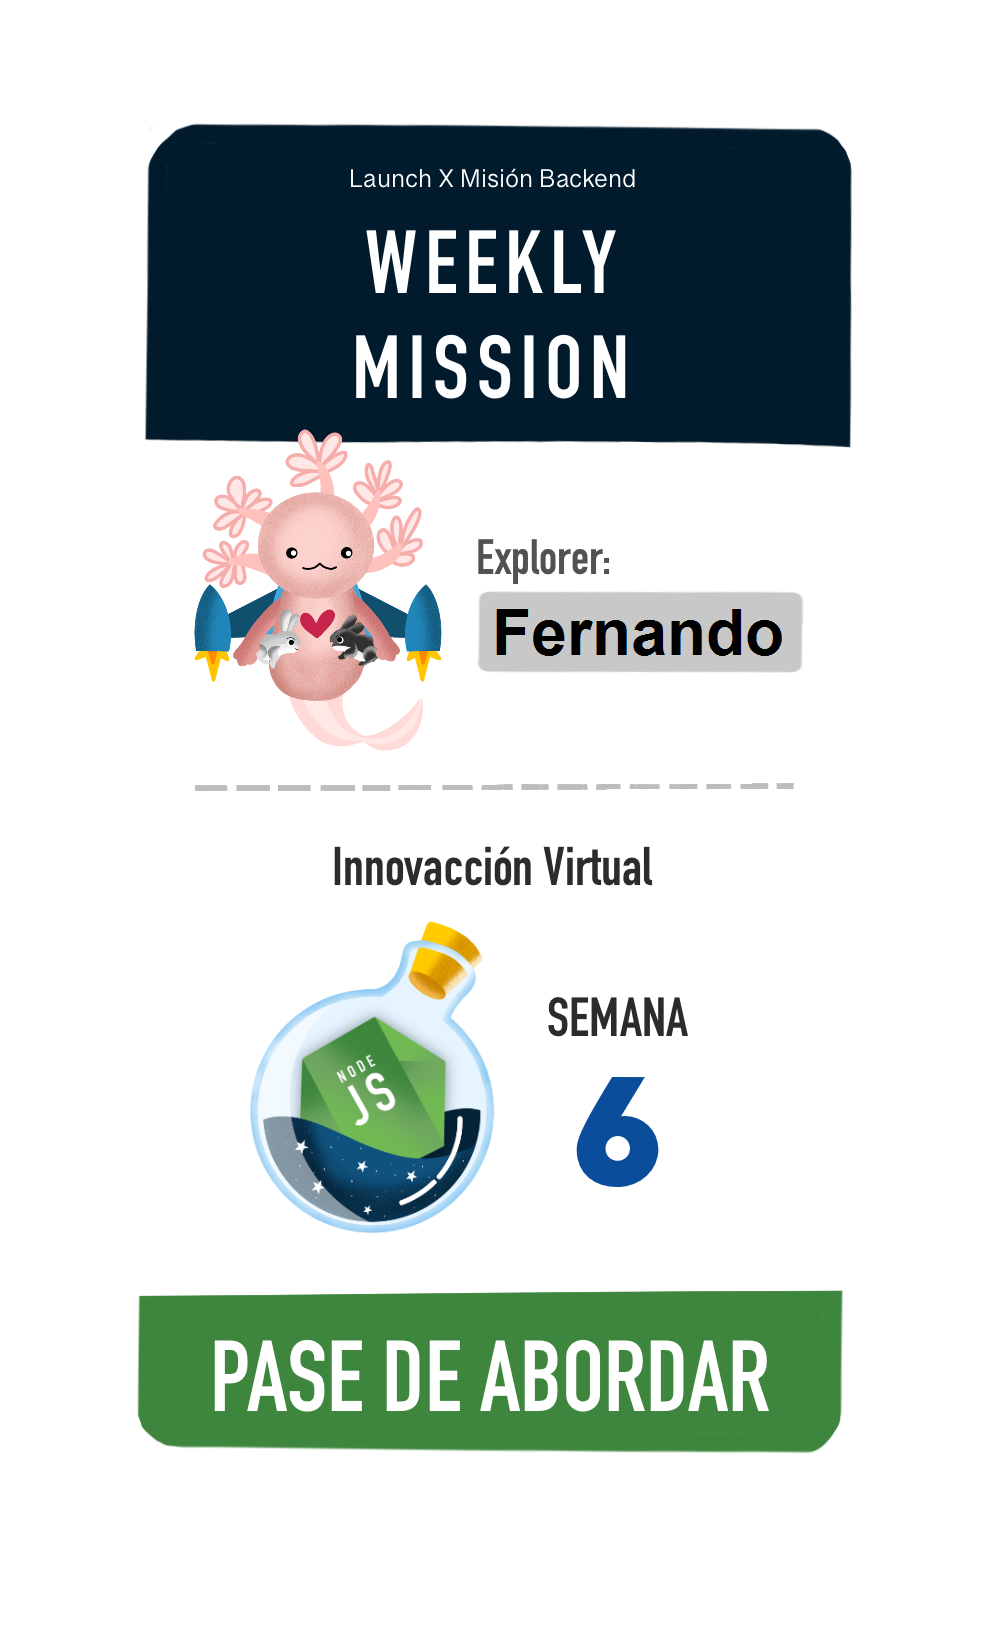 Launch X Misión Backend
WEEKLY
MISSION
Explorer:
Fernando
Innovacción Virtual
NODE
JS
SEMANA
6
PASE DE ABORDAR